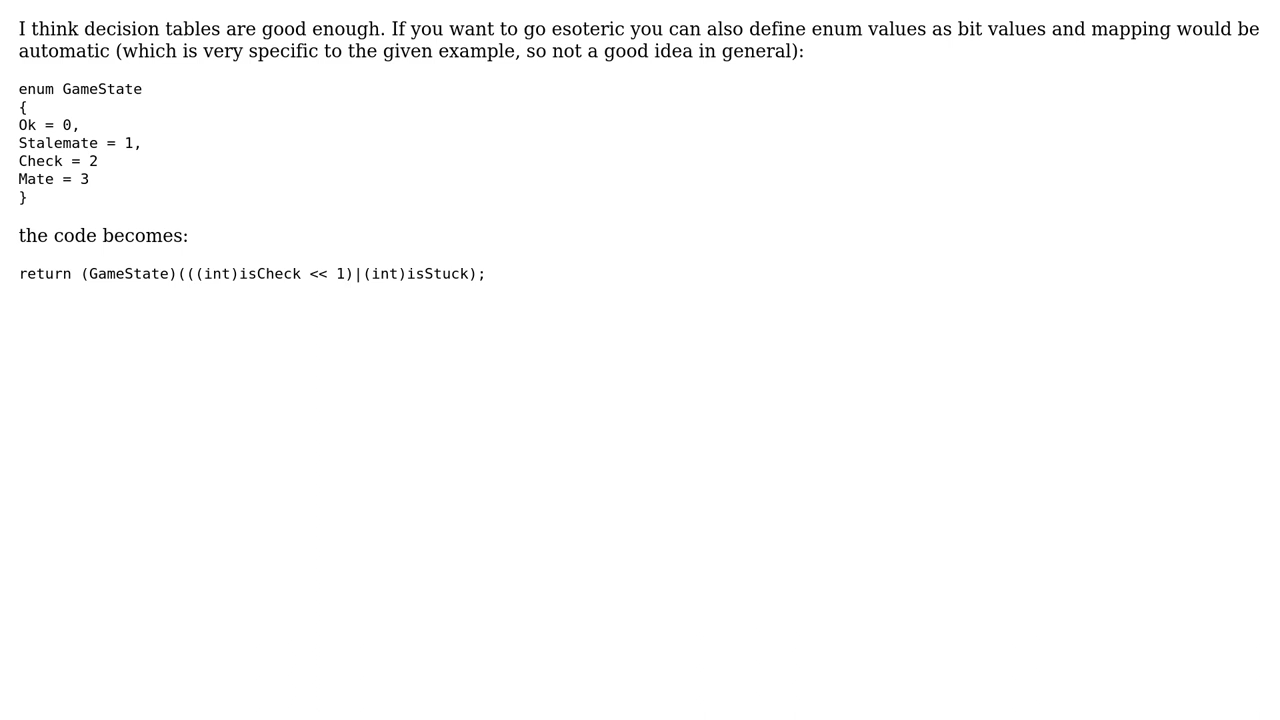 I think decision tables are good enough. If you want to go esoteric you can also define enum values as bit values and mapping would be
automatic (which is very specific to the given example, so not a good idea in general):
enum GameState
{
Ok = 0,
Stalemate = 1,
Check = 2
Mate = 3
}
the code becomes:
return (GameState)(((int)isCheck << 1)|(int)isStuck);